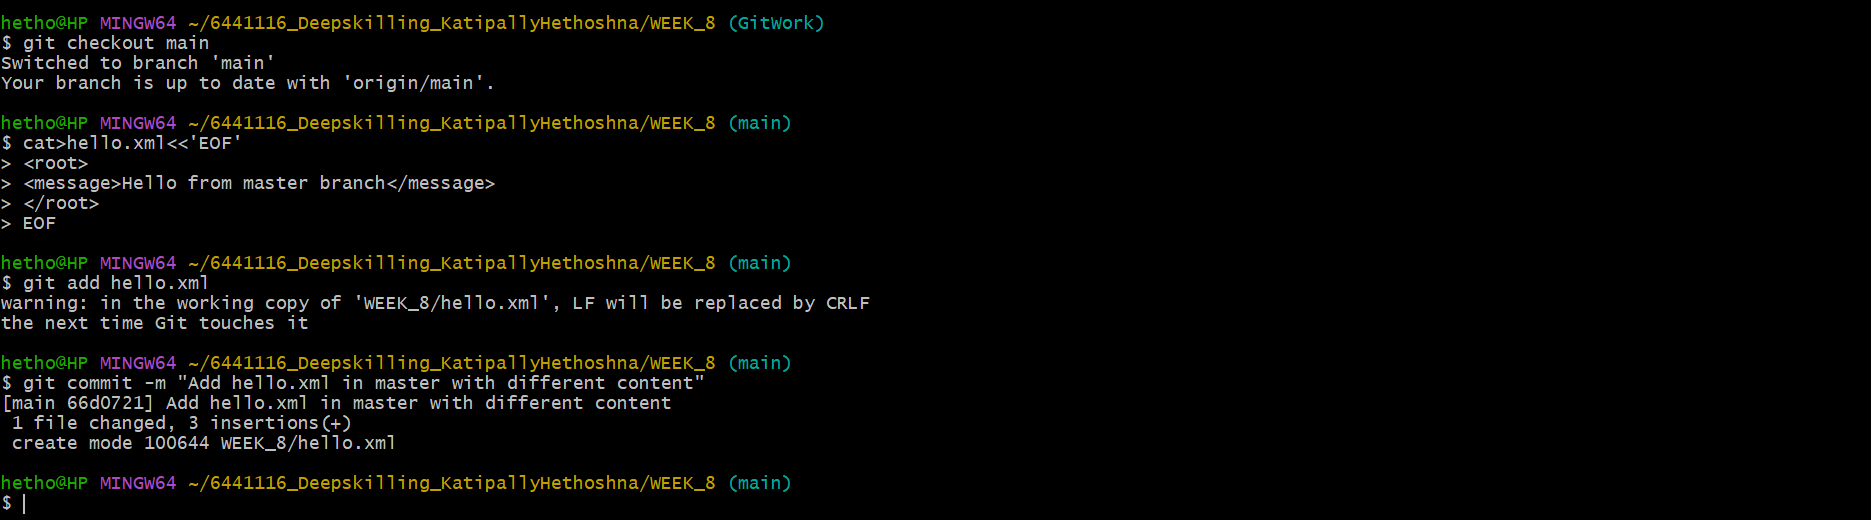 hetho@HP MINGW64 ~/6441116_Deepskilling_KatipallyHethoshna/WEEK_8 (GitWork)
$ git checkout main
Switched to branch 'main'
Your branch is up to date with 'origin/main'.
hetho@HP MINGW64 ~/6441116_Deepskilling_KatipallyHethoshna/WEEK_8 (main)
$ cat>hello.xml<<'EOF'
> <root>
> <message>Hello from master branch</message>
> </root>
> EOF
hetho@HP MINGW64 ~/6441116_Deepskilling_KatipallyHethoshna/WEEK_8 (main)
$ git add hello.xml
warning: in the working copy of 'WEEK_8/hello.xml', LF will be replaced by CRLF
the next time Git touches it
hetho@HP MINGW64 ~/6441116_Deepskilling_KatipallyHethoshna/WEEK_8 (main)
$ git commit -m "Add hello.xml in master with different content"
[main 66d0721] Add hello.xml in master with different content
 1 file changed, 3 insertions(+)
 create mode 100644 WEEK_8/hello.xml
hetho@HP MINGW64 ~/6441116_Deepskilling_KatipallyHethoshna/WEEK_8 (main)
$